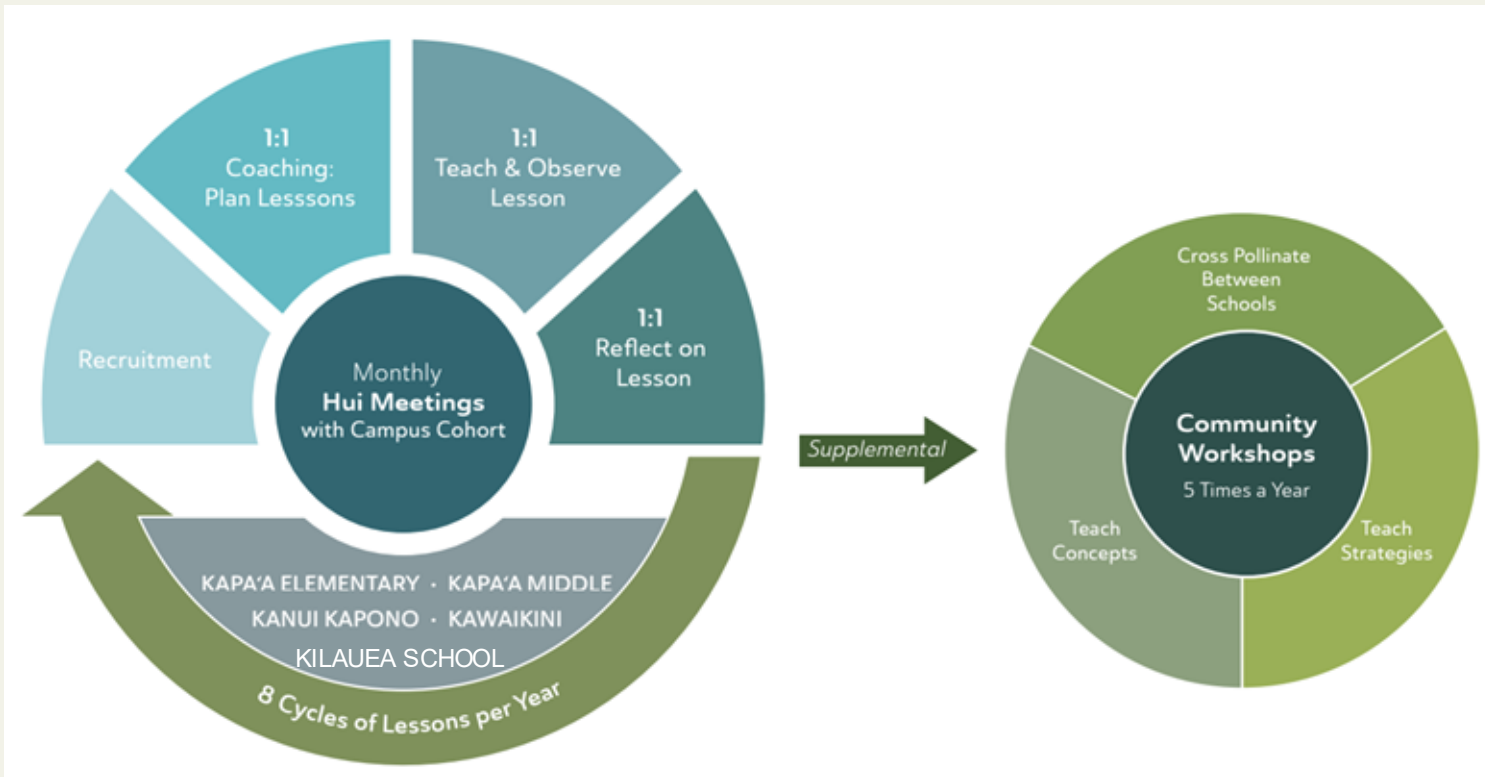 1:1
Coaching:
Plan Lesssons
1:1
Teach & Observe
Lesson
Recruitment
1:1
Reflect on
Lesson
Monthly
Hui Meetings
with Campus Cohort
KAPAʻA ELEMENTARY · KAPAʻA MIDDLE
KANUI KAPONO · KAWAIKINI
KILAUEA SCHOOL
8 Cycles of Lessons per Year
Supplemental
Cross Pollinate
Between
Schools
Community
Workshops
5 Times a Year
Teach
Concepts
Teach
Strategies